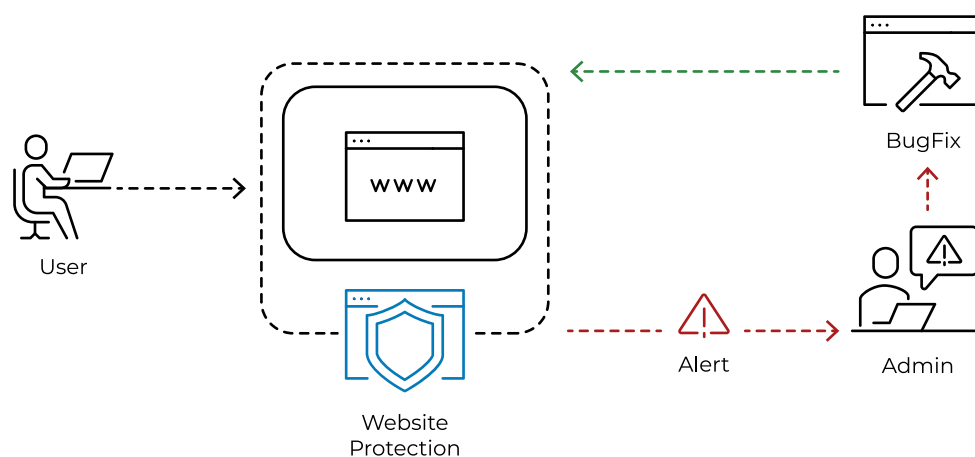 BugFix
WWW
User
Alert
Admin
Website
Protection